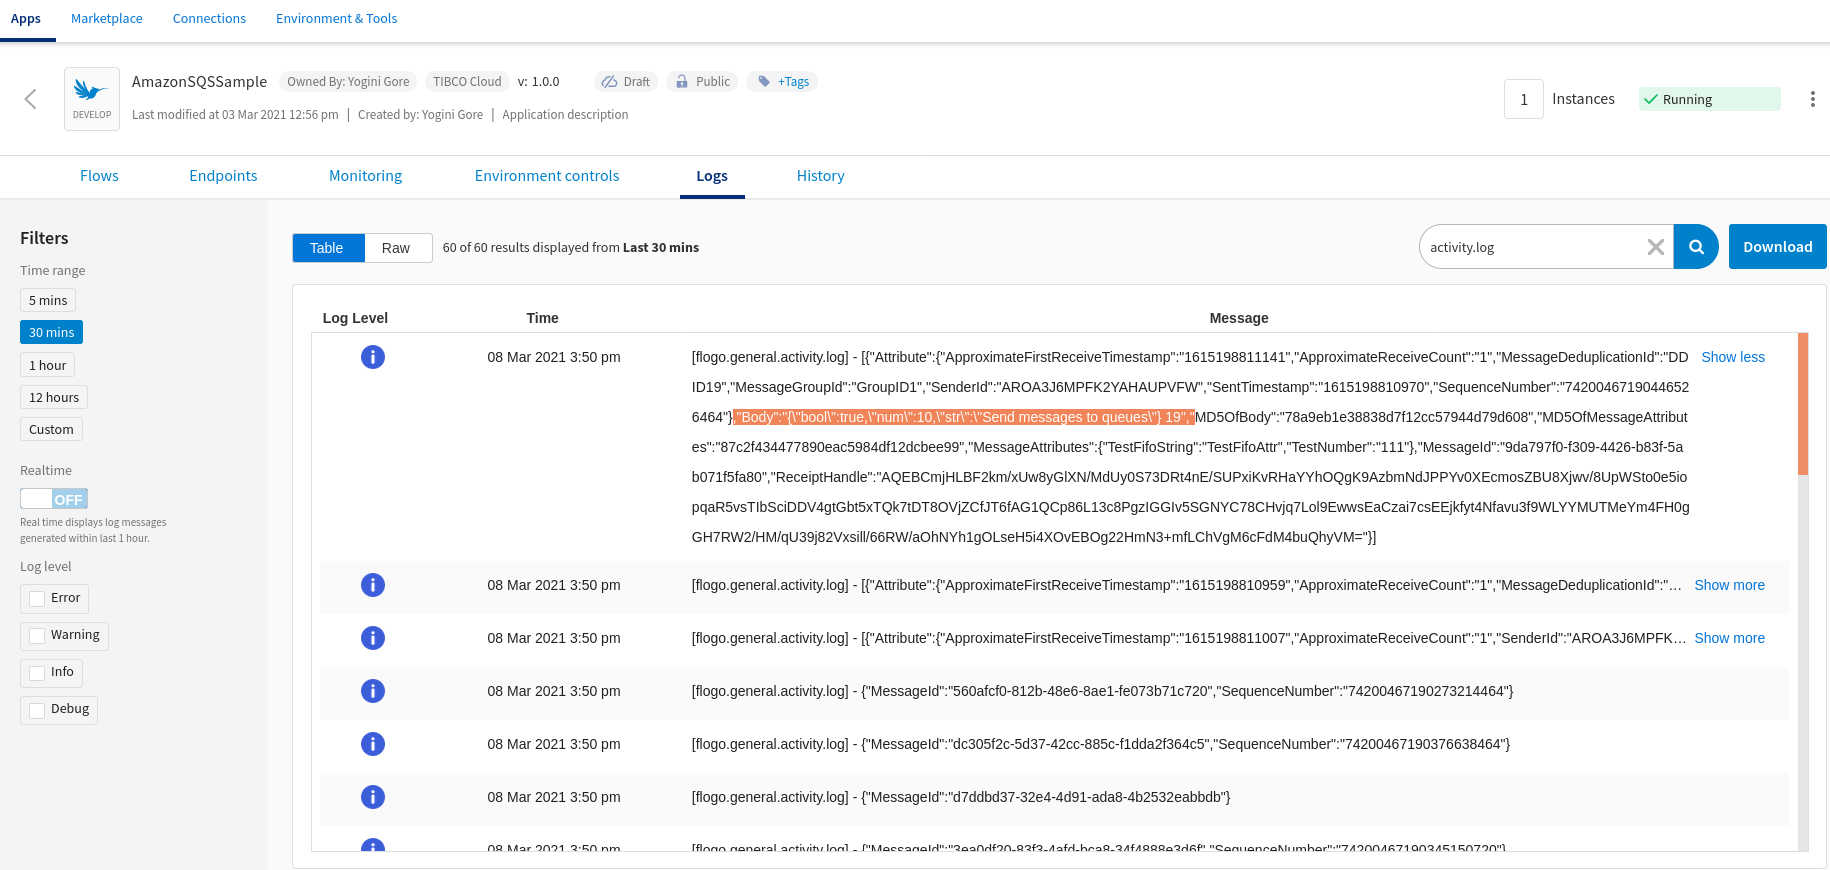 Apps Marketplace Connections Environment & Tools
AmazonSQSSample Owned By: Yogini Gore TIBCO Cloud v: 1.0.0 Draft Public +Tags
DEVELOP
Last modified at 03 Mar 2021 12:56 pm | Created by: Yogini Gore | Application description
1 Instances Running
Flows Endpoints Monitoring Environment controls Logs History
Filters
Time range
5 mins
30 mins
1 hour
12 hours
Custom
Realtime
OFF
Real time displays log messages
generated within last 1 hour.
Log level
Error
Warning
Info
Debug
Table Raw 60 of 60 results displayed from Last 30 mins
activity.log Download
Log Level Time Message
08 Mar 2021 3:50 pm [flogo.general.activity.log] - [{"Attribute":{"ApproximateFirstReceiveTimestamp":"1615198811141","ApproximateReceiveCount":"1","MessageDeduplicationId":"DD Show less
ID19","MessageGroupId":"GroupID1","SenderId":"AROA3J6MPFK2YAHAUPVFW","SentTimestamp":"1615198810970","SequenceNumber":"7420046719044652
6464"},"Body":"{\"bool\":true,\"num\":10,\"str\":\"Send messages to queues\"} 19","MD5OfBody":"78a9eb1e38838d7f12cc57944d79d608","MD5OfMessageAttribut
es":"87c2f434477890eac5984df12dcbee99","MessageAttributes":{"TestFifoString":"TestFifoAttr","TestNumber":"111"},"MessageId":"9da797f0-f309-4426-b83f-5a
b071f5fa80","ReceiptHandle":"AQEBCmjHLBF2km/xUw8yGlXN/MdUy0S73DRt4nE/SUPxiKvRHaYYhOQgK9AzbmNdJPPYv0XEcmosZBU8Xjwv/8UpWSto0e5io
pqaR5vsTIbSciDDV4gtGbt5xTQk7tDT8OVjZCfJT6fAG1QCp86L13c8PgzIGGIv5SGNYC78CHvjq7Lol9EwwsEaCzai7csEEjkfyt4Nfavu3f9WLYYMUTMeYm4FH0g
GH7RW2/HM/qU39j82Vxsill/66RW/aOhNYh1gOLseH5i4XOvEBOg22HmN3+mfLChVgM6cFdM4buQhyVM="}]
08 Mar 2021 3:50 pm [flogo.general.activity.log] - [{"Attribute":{"ApproximateFirstReceiveTimestamp":"1615198810959","ApproximateReceiveCount":"1","MessageDeduplicationId":"... Show more
08 Mar 2021 3:50 pm [flogo.general.activity.log] - [{"Attribute":{"ApproximateFirstReceiveTimestamp":"1615198811007","ApproximateReceiveCount":"1","SenderId":"AROA3J6MPFK... Show more
08 Mar 2021 3:50 pm [flogo.general.activity.log] - {"MessageId":"560afcf0-812b-48e6-8ae1-fe073b71c720","SequenceNumber":"74200467190273214464"}
08 Mar 2021 3:50 pm [flogo.general.activity.log] - {"MessageId":"dc305f2c-5d37-42cc-885c-f1dda2f364c5","SequenceNumber":"74200467190376638464"}
08 Mar 2021 3:50 pm [flogo.general.activity.log] - {"MessageId":"d7ddbd37-32e4-4d91-ada8-4b2532eabbdb"}
08 Mar 2021 3:50 pm [flogo.general.activity.log] - {"MessageId":"3ea0df20-83f3-4afd-bca8-34f4888e3d6f","SequenceNumber":"74200467190345150720"}